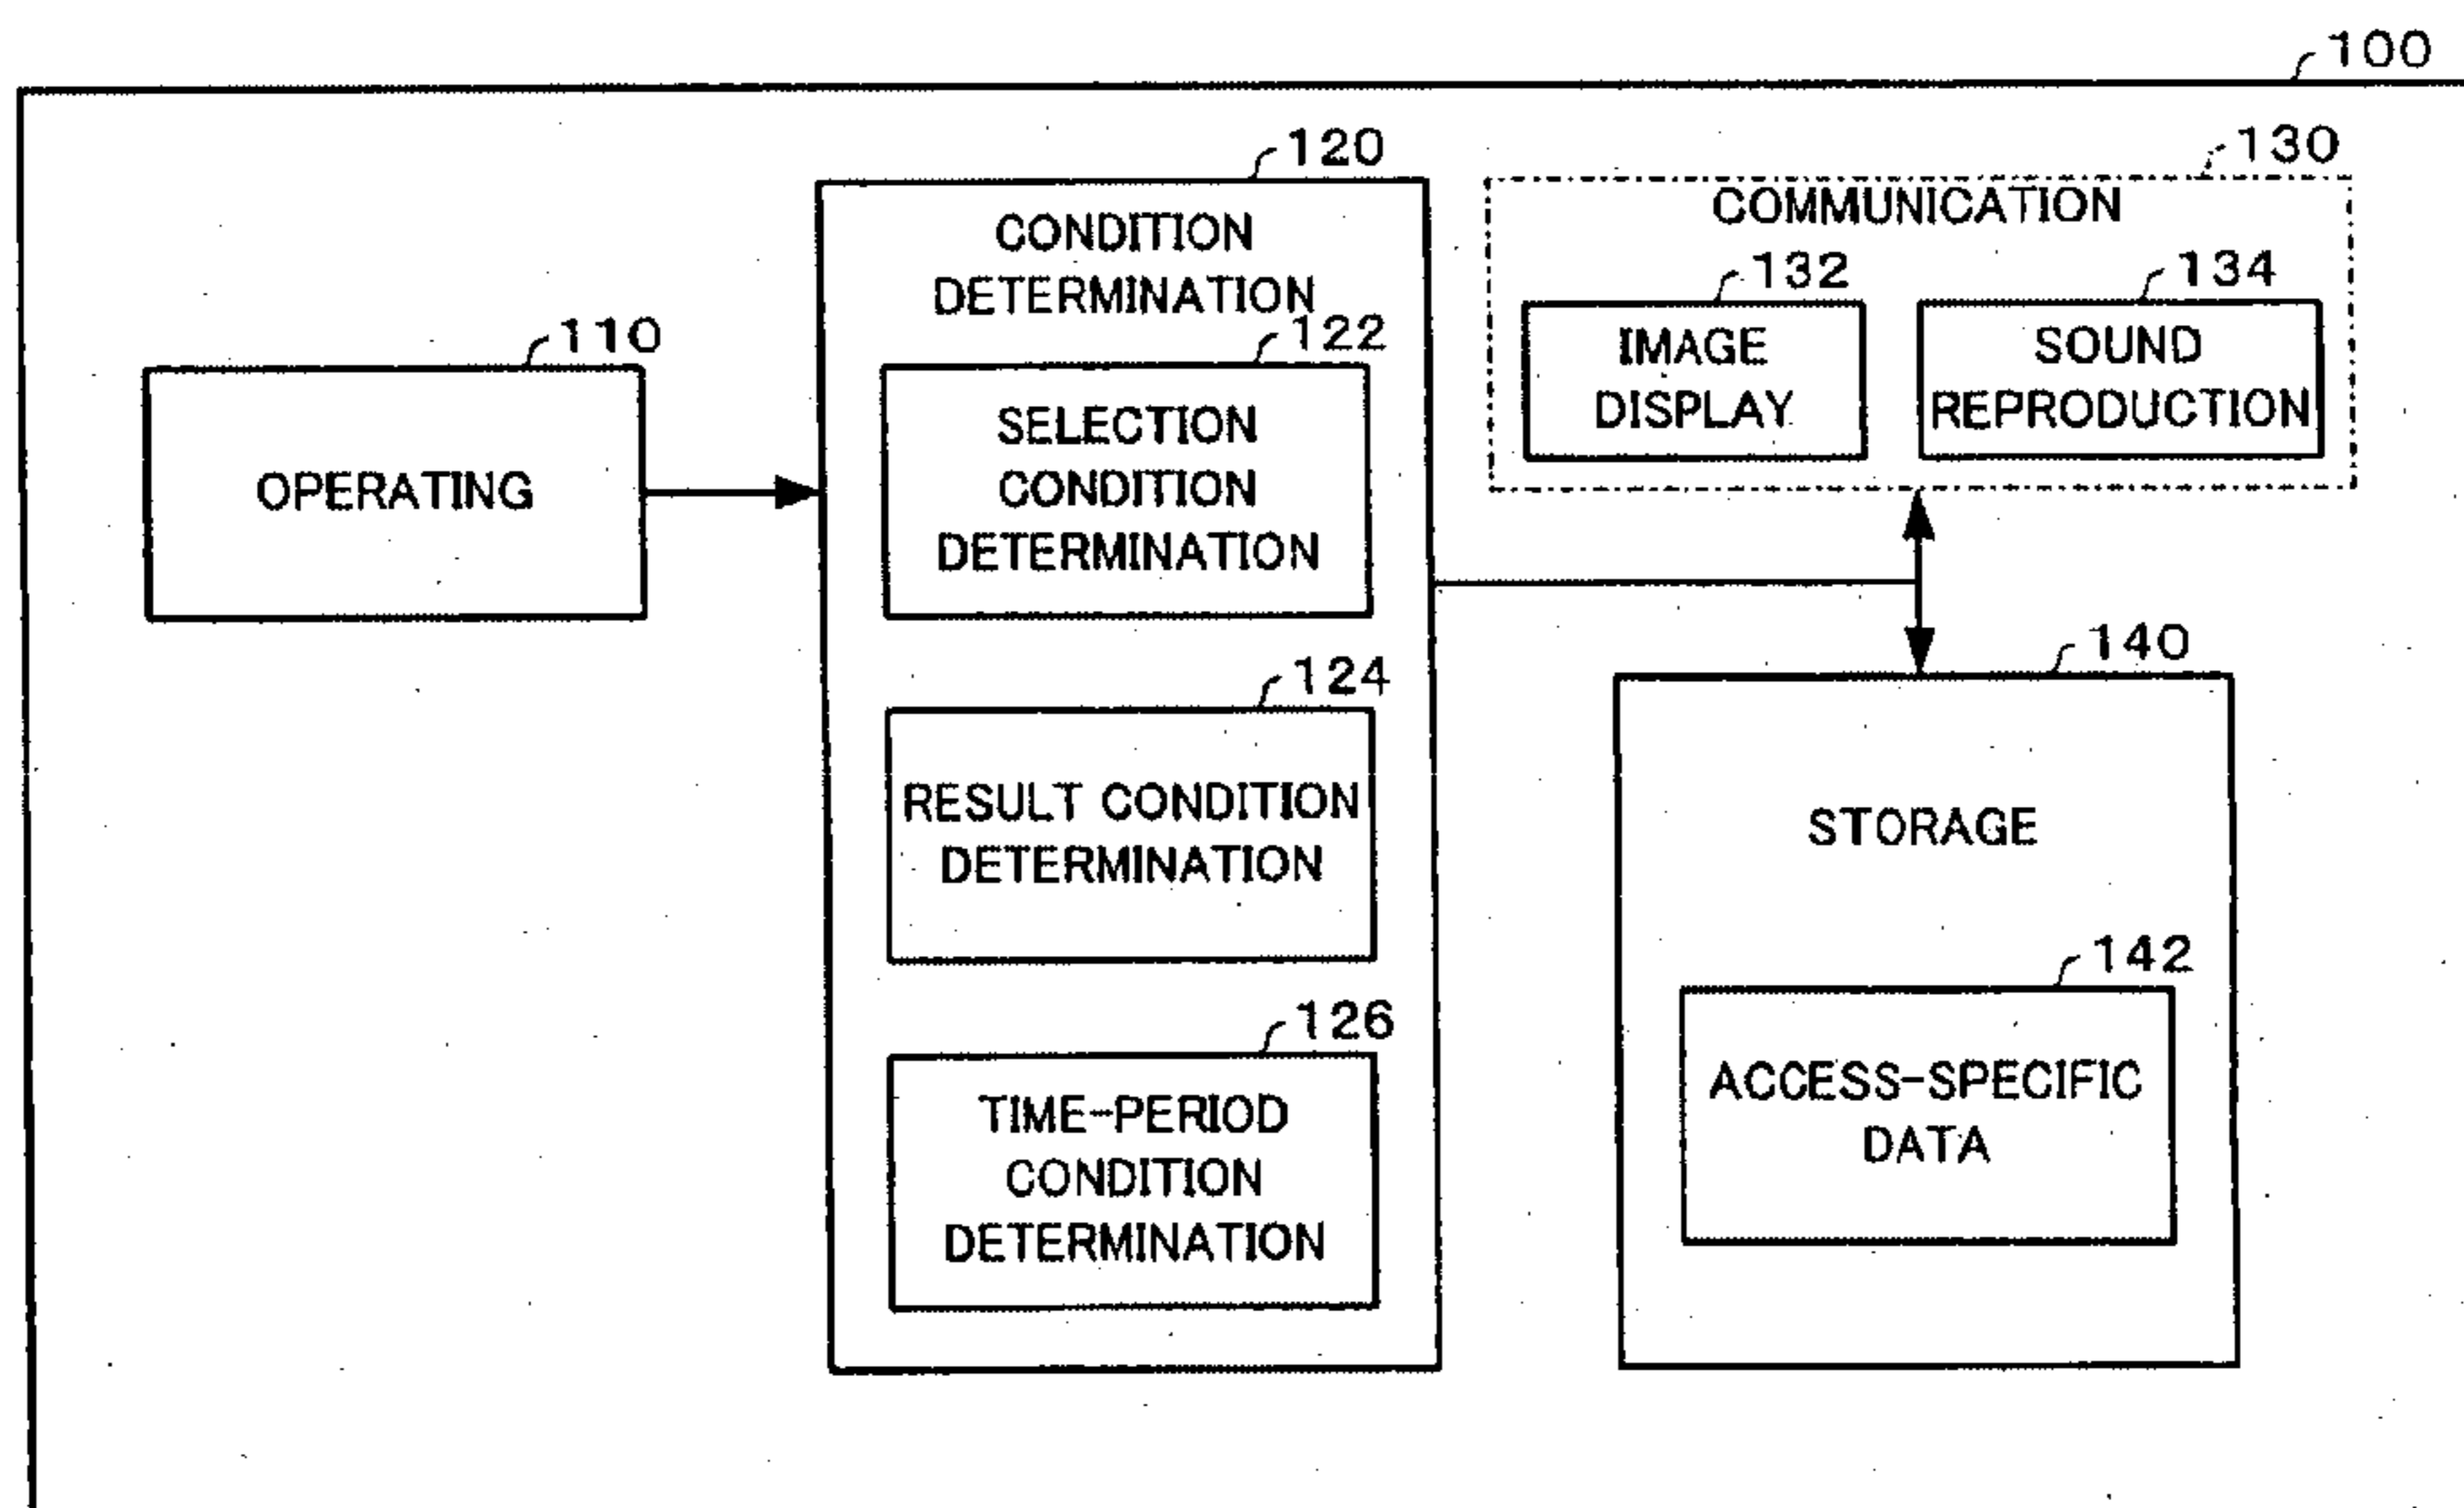 100
120
130
CONDITION
DETERMINATION
COMMUNICATION
132
134
IMAGE
DISPLAY
SOUND
REPRODUCTION
110
OPERATING
122
SELECTION
CONDITION
DETERMINATION
124
RESULT CONDITION
DETERMINATION
126
TIME-PERIOD
CONDITION
DETERMINATION
140
STORAGE
142
ACCESS-SPECIFIC
DATA